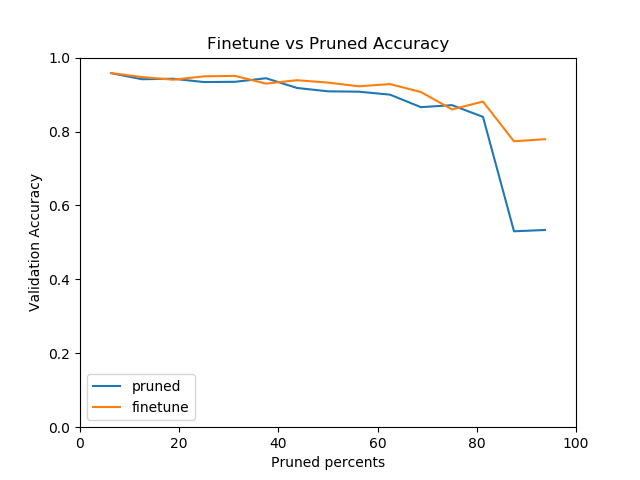 Finetune vs Pruned Accuracy
1.0
0.8
0.6
0.4
0.2
0.0
Validation Accuracy
pruned
finetune
0 20 40 60 80 100
Pruned percents